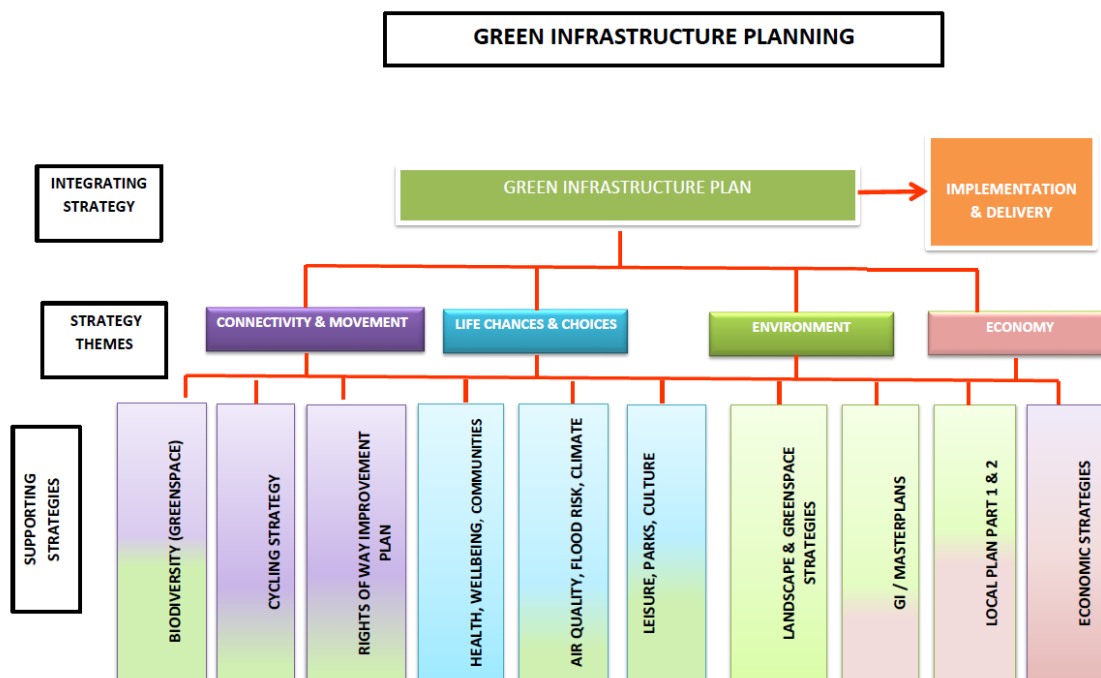 GREEN INFRASTRUCTURE PLANNING
INTEGRATING
STRATEGY
GREEN INFRASTRUCTURE PLAN
IMPLEMENTATION
& DELIVERY
STRATEGY
THEMES
CONNECTIVITY & MOVEMENT
LIFE CHANCES & CHOICES
ENVIRONMENT
ECONOMY
SUPPORTING
STRATEGIES
BIODIVERSITY (GREENSPACE)
CYCLING STRATEGY
RIGHTS OF WAY IMPROVEMENT
PLAN
HEALTH, WELLBEING, COMMUNITIES
AIR QUALITY, FLOOD RISK, CLIMATE
LEISURE, PARKS, CULTURE
LANDSCAPE & GREENSPACE
STRATEGIES
GI / MASTERPLANS
LOCAL PLAN PART 1 & 2
ECONOMIC STRATEGIES